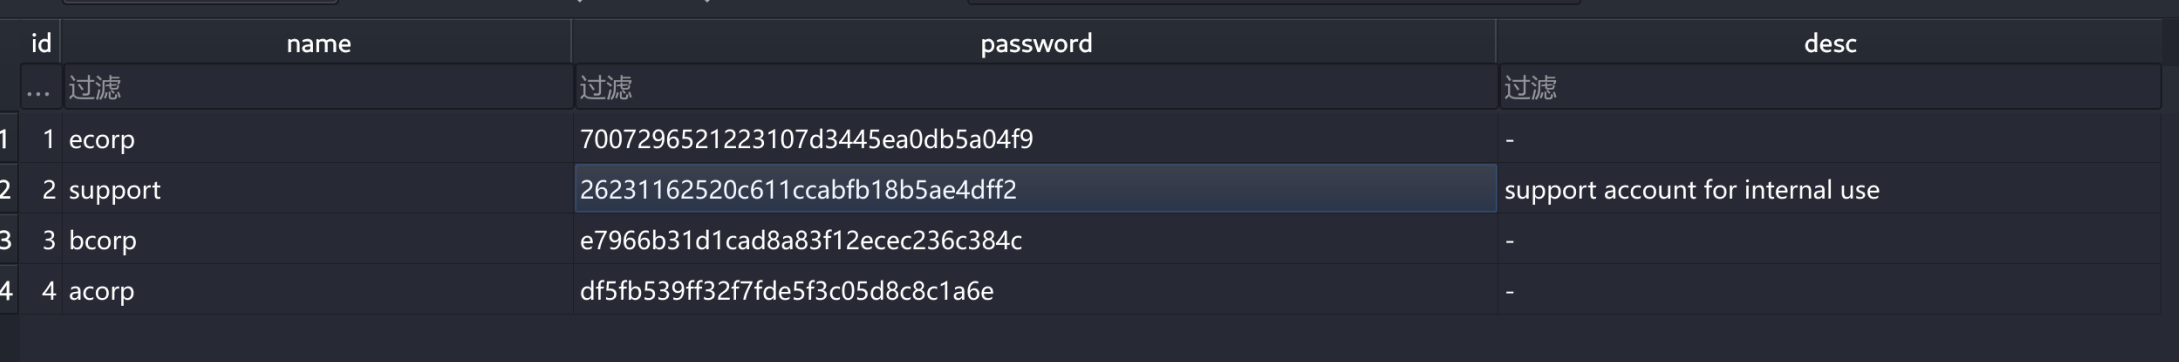 id name password desc
... 过滤 过滤 过滤
1 1 ecorp 7007296521223107d3445ea0db5a04f9 -
2 2 support 26231162520c611ccabfb18b5ae4dff2 support account for internal use
3 3 bcorp e7966b31d1cad8a83f12ecec236c384c -
4 4 acorp df5fb539ff32f7fde5f3c05d8c8c1a6e -